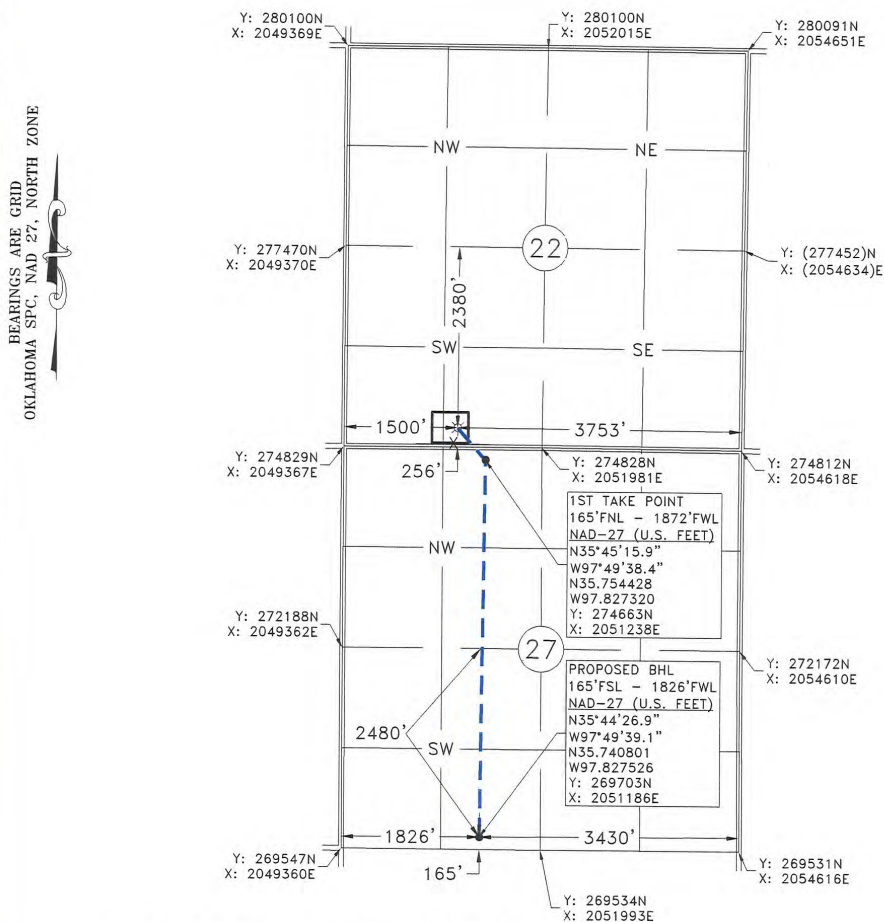 Y: 280100N
X: 2049369E
Y: 280100N
X: 2052015E
Y: 280091N
X: 2054651E
BEARINGS ARE GRID
OKLAHOMA SPC, NAD 27, NORTH ZONE
NW
NE
Y: 277470N
X: 2049370E
22
Y: (277452)N
X: (2054634)E
2380'
SW
SE
1500'
3753'
X
Y: 274829N
X: 2049367E
256'
Y: 274828N
X: 2051981E
Y: 274812N
X: 2054618E
1ST TAKE POINT
165'FNL - 1872'FWL
NAD-27 (U.S. FEET)
N35°45'15.9"
W97°49'38.4"
N35.754428
W97.827320
Y: 274663N
X: 2051238E
NW
Y: 272188N
X: 2049362E
27
Y: 272172N
X: 2054610E
PROPOSED BHL
165'FSL - 1826'FWL
NAD-27 (U.S. FEET)
N35°44'26.9"
W97°49'39.1"
N35.740801
W97.827526
Y: 269703N
X: 2051186E
2480'
SW
1826'
3430'
Y: 269547N
X: 2049360E
165'
Y: 269531N
X: 2054616E
Y: 269534N
X: 2051993E